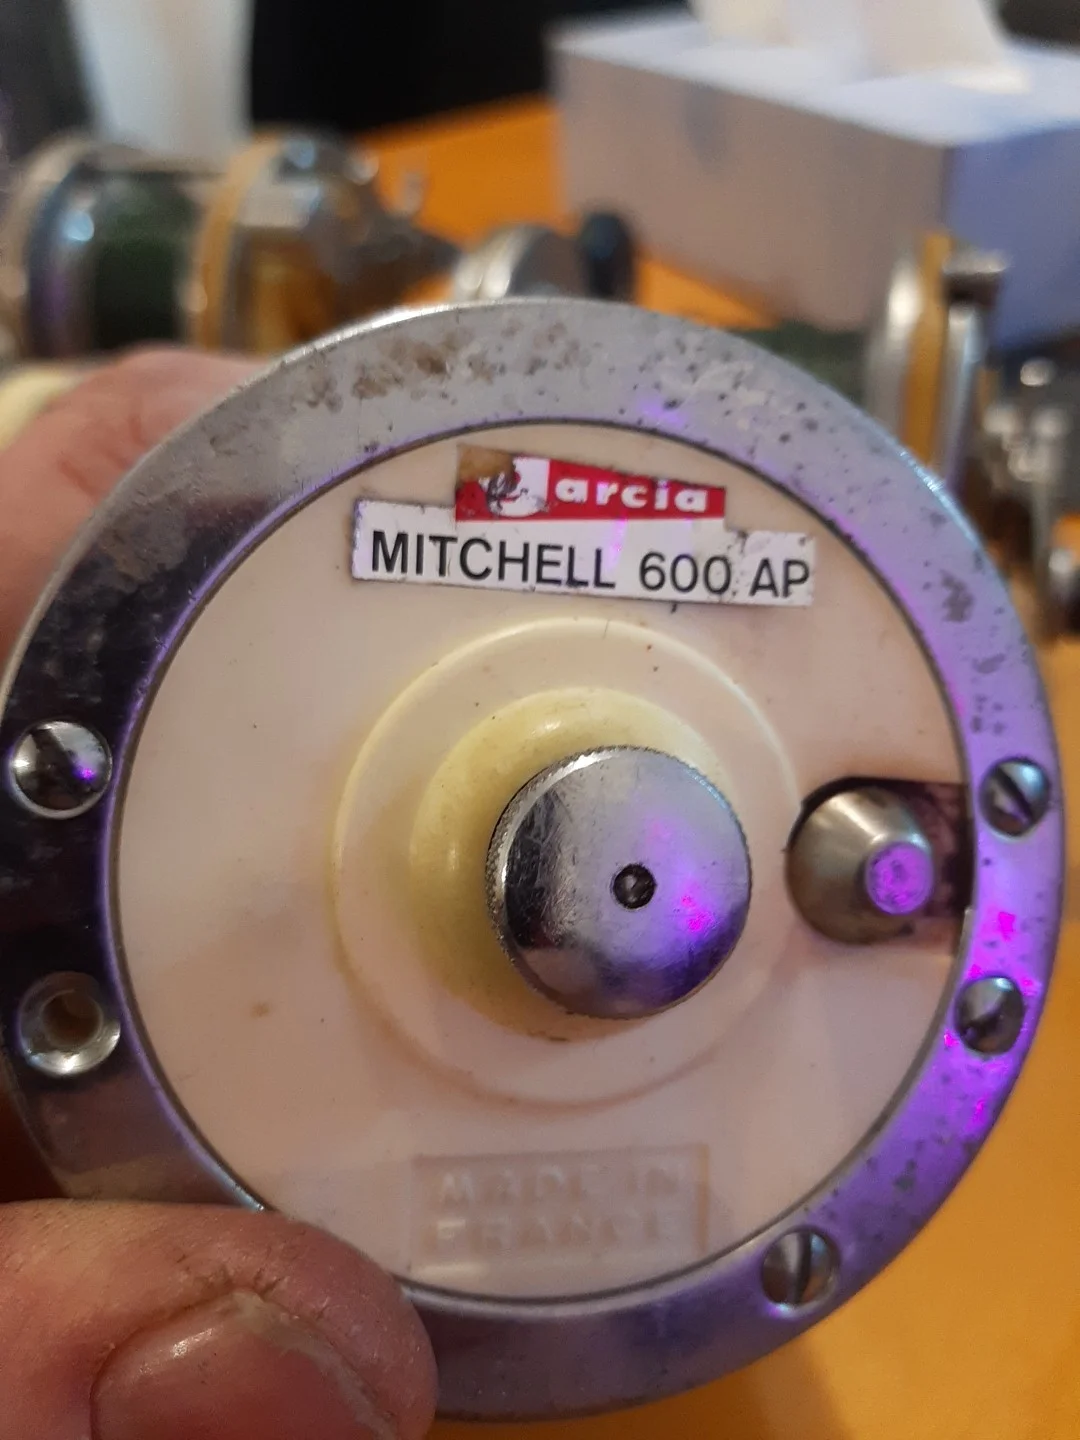 Garcia
MITCHELL 600 AP
MADE IN
FRANCE